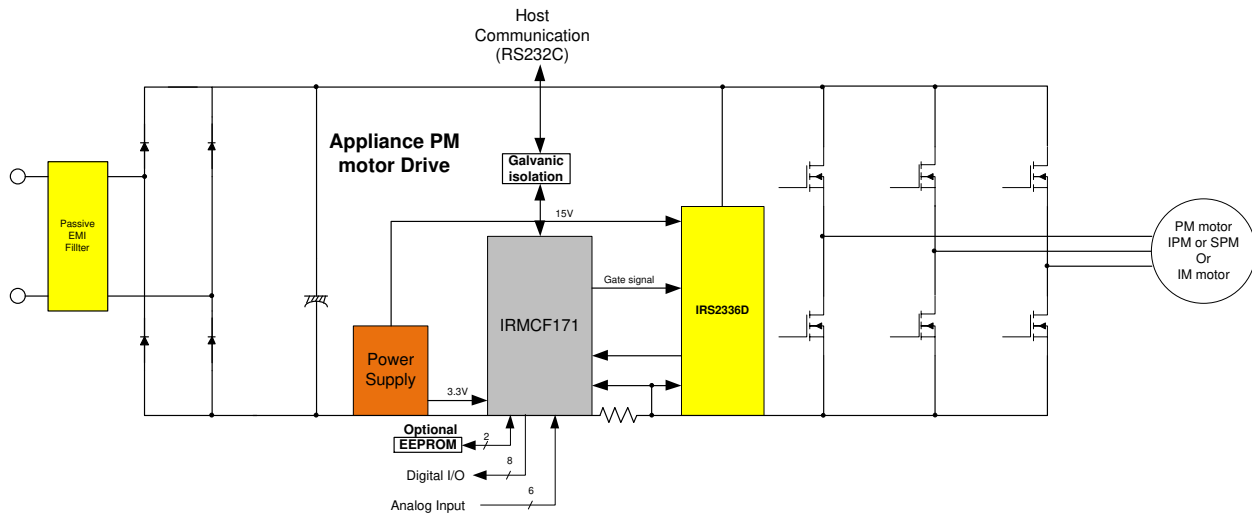 Host
Communication
(RS232C)
Appliance PM
motor Drive
Galvanic
isolation
15V
Passive
EMI
Fillter
Gate signal
IRMCF171
IRS2336D
PM motor
IPM or SPM
Or
IM motor
Power
Supply
3.3V
Optional
EEPROM
2
Digital I/O
8
Analog Input
6